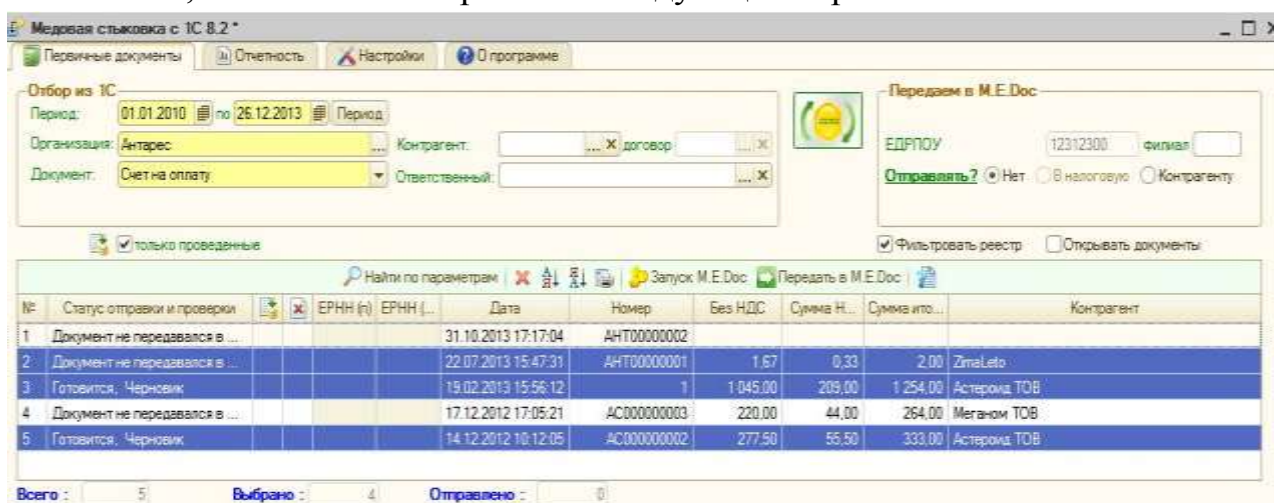 Медовая стыковка с 1С 8.2 *
Первичные документы Отчетность Настройки О программе
Отбор из 1С Передаем в M.E.Doc
Период: 01.01.2010 по 26.12.2013 Период
Организация: Антарес ... Контрагент: ... X договор ... X ЕДРПОУ 12312300 филиал
Документ: Счет на оплату Ответственный: ... X Отправлять? Нет В налоговую Контрагенту
только проведенные Фильтровать реестр Открывать документы
Найти по параметрам Запуск M.E.Doc Передать в M.E.Doc
№ Статус отправки и проверки ЕРНН (п) ЕРНН (... Дата Номер Без НДС Сумма Н... Сумма ито... Контрагент
1 Документ не передавался в ... 31.10.2013 17:17:04 АНТ00000002
2 Документ не передавался в ... 22.07.2013 15:47:31 АНТ00000001 1,67 0,33 2,00 ZimaLeto
3 Готовится, Черновик 19.02.2013 15:56:12 1 1 045,00 209,00 1 254,00 Астероид ТОВ
4 Документ не передавался в ... 17.12.2012 17:05:21 АС000000003 220,00 44,00 264,00 Меганом ТОВ
5 Готовится, Черновик 14.12.2012 10:12:05 АС000000002 277,50 55,50 333,00 Астероид ТОВ
Всего : 5 Выбрано : 4 Отправлено : 0